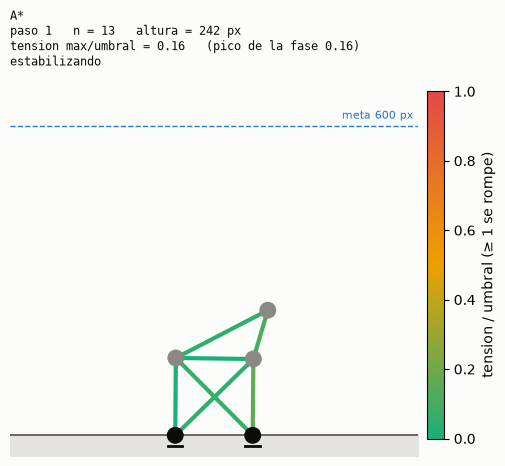 A*
paso 1   n = 13   altura = 242 px
tension max/umbral = 0.16   (pico de la fase 0.16)
estabilizando
meta 600 px
1.0
0.8
0.6
0.4
0.2
0.0
tensión / umbral (≥ 1 se rompe)